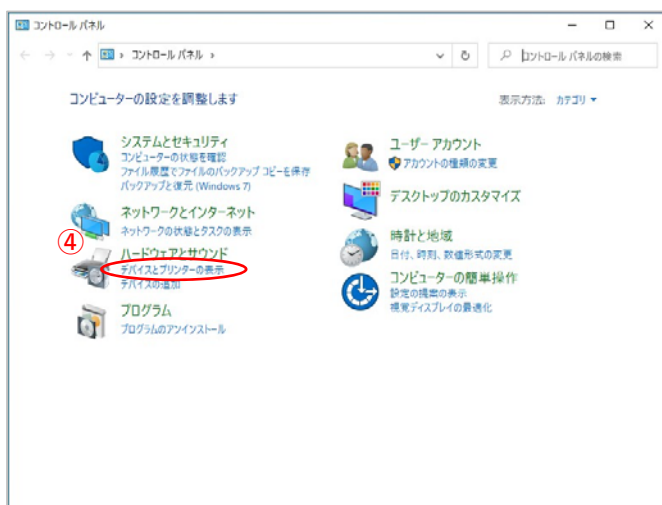 コントロール パネル
コントロール パネル
コントロール パネルの検索
コンピューターの設定を調整します
表示方法: カテゴリ
システムとセキュリティ
コンピューターの状態を確認
ファイル履歴でファイルのバックアップ コピーを保存
バックアップと復元 (Windows 7)
ネットワークとインターネット
ネットワークの状態とタスクの表示
④
ハードウェアとサウンド
デバイスとプリンターの表示
デバイスの追加
プログラム
プログラムのアンインストール
ユーザー アカウント
アカウントの種類の変更
デスクトップのカスタマイズ
時計と地域
日付、時刻、数値形式の変更
コンピューターの簡単操作
設定の提案の表示
視覚ディスプレイの最適化